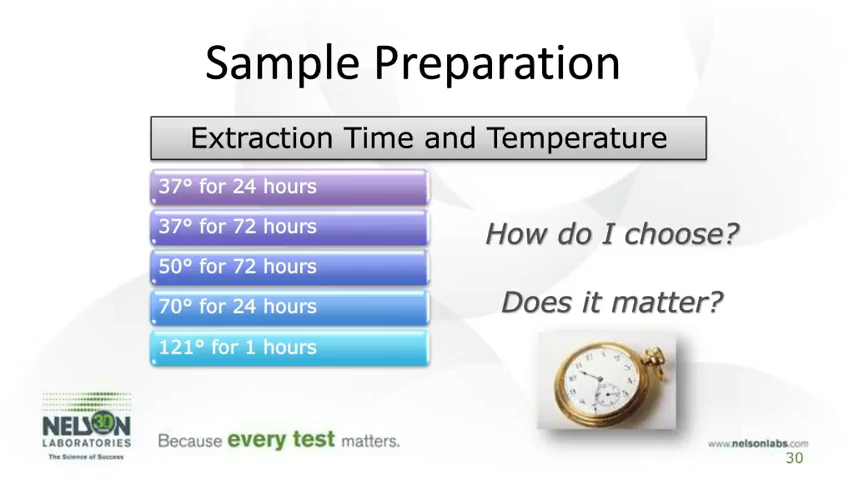 Sample Preparation
Extraction Time and Temperature
37° for 24 hours
37° for 72 hours
50° for 72 hours
70° for 24 hours
121° for 1 hours
How do I choose?
Does it matter?
NELSON
30
LABORATORIES
The Science of Success
Because every test matters.
www.nelsonlabs.com
30